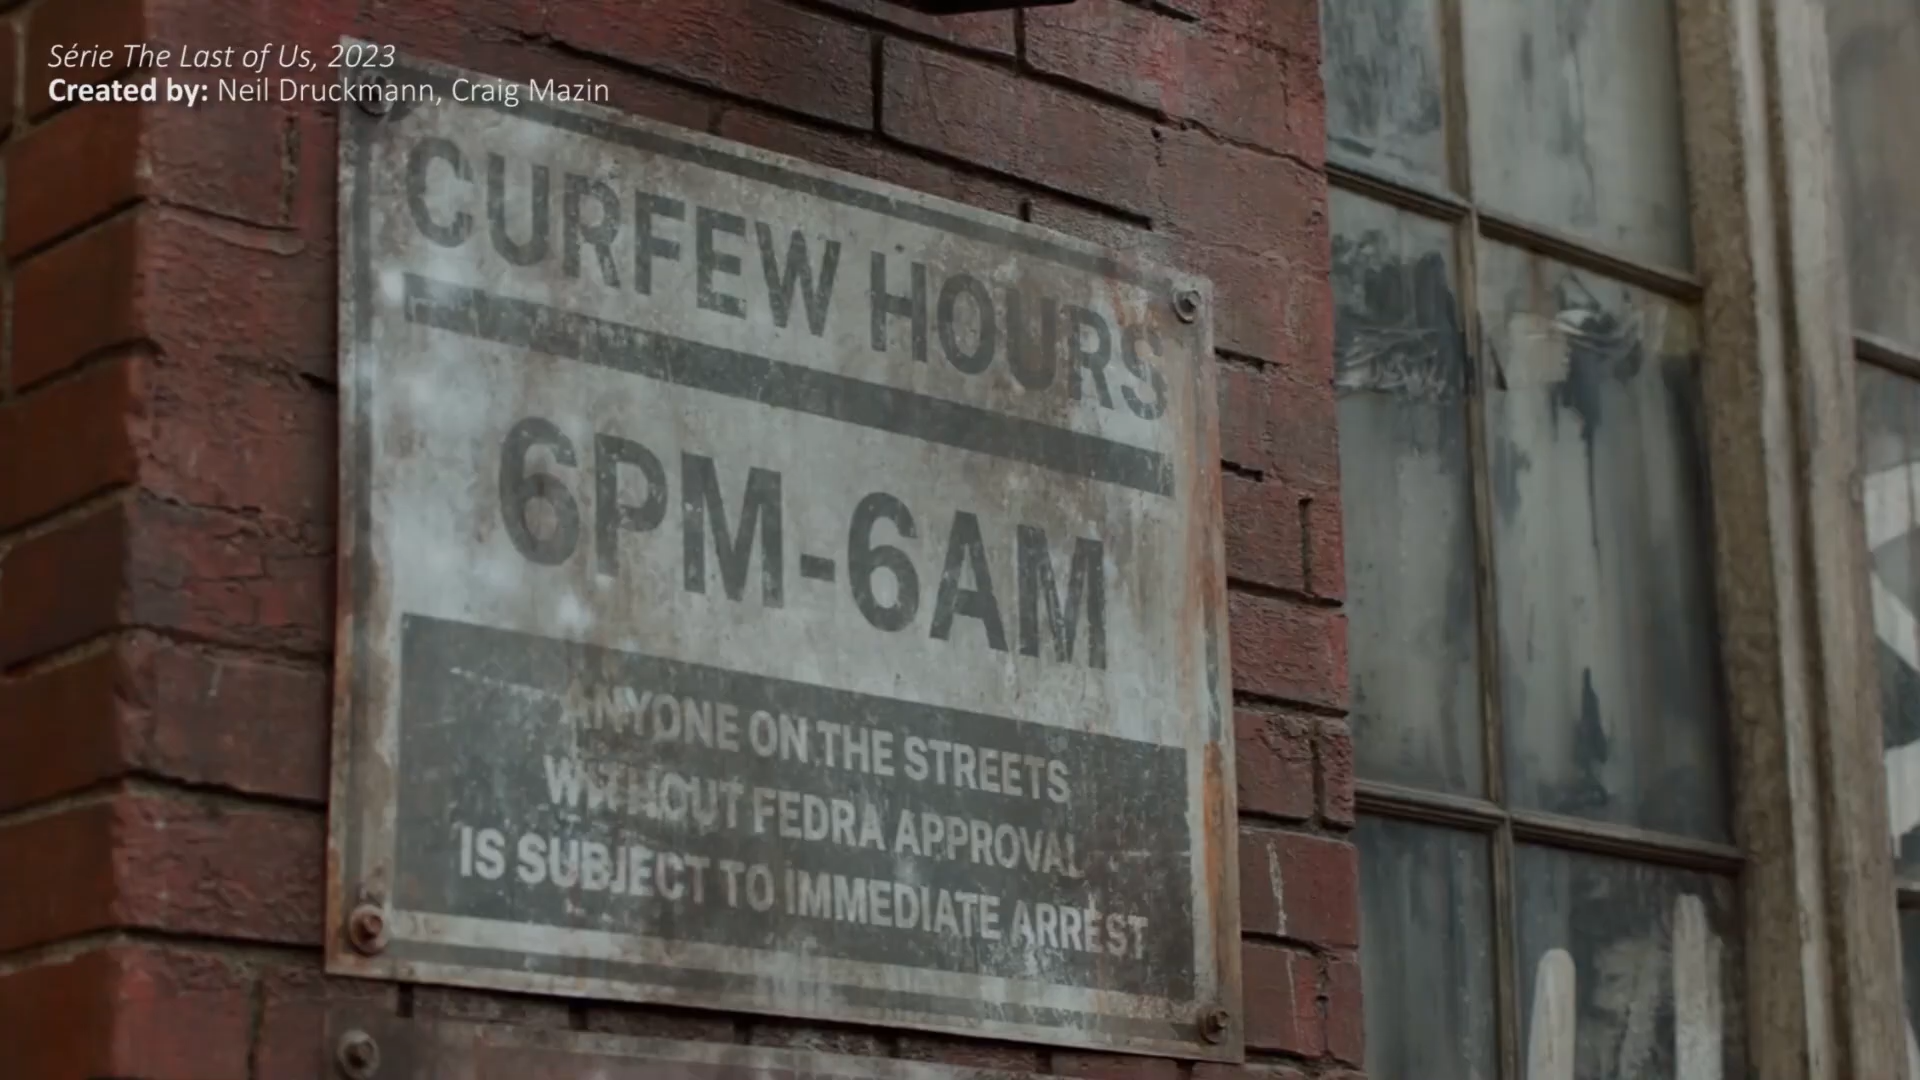 Série The Last of Us, 2023
Created by: Neil Druckmann, Craig Mazin
CURFEW HOURS
6PM-6AM
ANYONE ON THE STREETS
WITHOUT FEDRA APPROVAL
IS SUBJECT TO IMMEDIATE ARREST